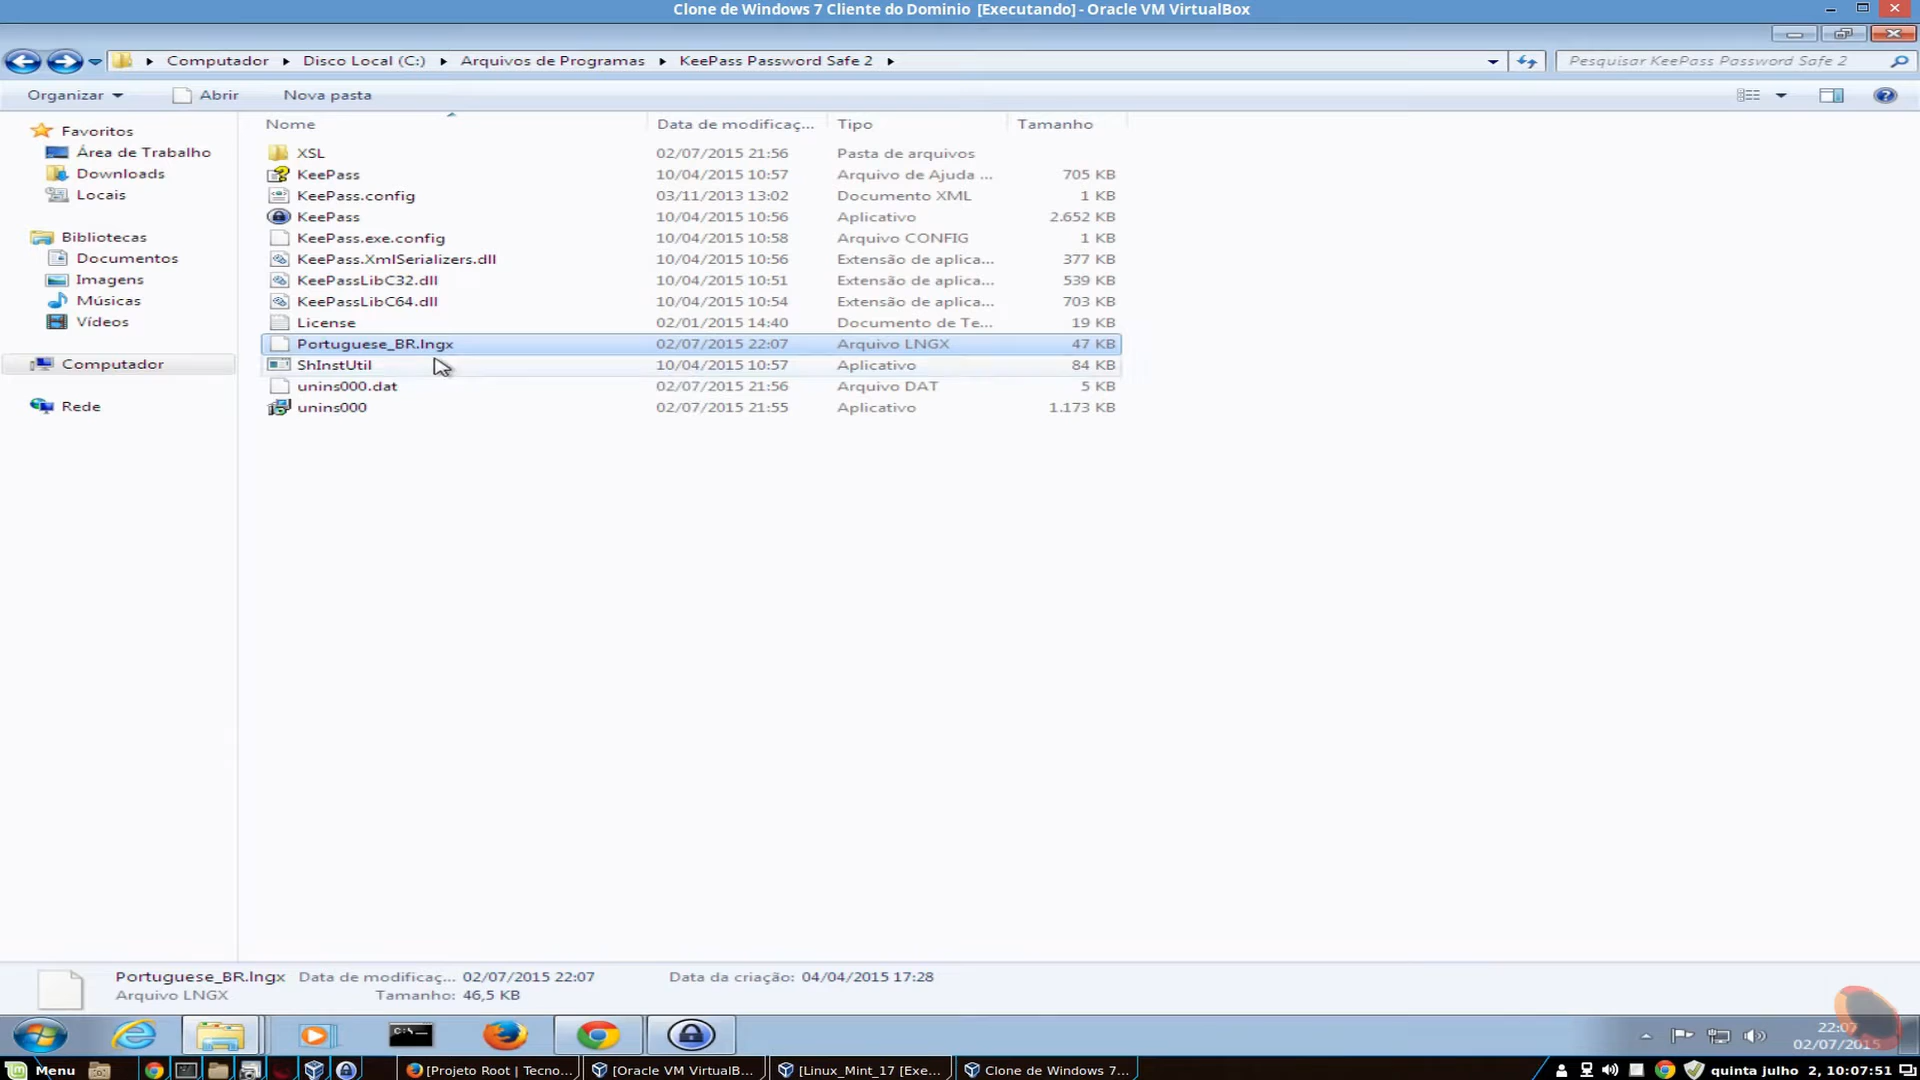 Clone de Windows 7 Cliente do Dominio [Executando] - Oracle VM VirtualBox
Computador Disco Local (C:) Arquivos de Programas KeePass Password Safe 2 Pesquisar KeePass Password Safe 2
Organizar Abrir Nova pasta
Nome Data de modificaç... Tipo Tamanho
Favoritos
Área de Trabalho
Downloads
Locais
Bibliotecas
Documentos
Imagens
Músicas
Vídeos
Computador
Rede
XSL 02/07/2015 21:56 Pasta de arquivos
KeePass 10/04/2015 10:57 Arquivo de Ajuda ... 705 KB
KeePass.config 03/11/2013 13:02 Documento XML 1 KB
KeePass 10/04/2015 10:56 Aplicativo 2.652 KB
KeePass.exe.config 10/04/2015 10:58 Arquivo CONFIG 1 KB
KeePass.XmlSerializers.dll 10/04/2015 10:56 Extensão de aplica... 377 KB
KeePassLibC32.dll 10/04/2015 10:51 Extensão de aplica... 539 KB
KeePassLibC64.dll 10/04/2015 10:54 Extensão de aplica... 703 KB
License 02/01/2015 14:40 Documento de Te... 19 KB
Portuguese_BR.lngx 02/07/2015 22:07 Arquivo LNGX 47 KB
ShInstUtil 10/04/2015 10:57 Aplicativo 84 KB
unins000.dat 02/07/2015 21:56 Arquivo DAT 5 KB
unins000 02/07/2015 21:55 Aplicativo 1.173 KB
Portuguese_BR.lngx Data de modificaç... 02/07/2015 22:07 Data da criação: 04/04/2015 17:28
Arquivo LNGX Tamanho: 46,5 KB
C:\
22:07
02/07/2015
Menu [Projeto Root | Tecno... [Oracle VM VirtualB... [Linux_Mint_17 [Exe... Clone de Windows 7... quinta julho 2, 10:07:51